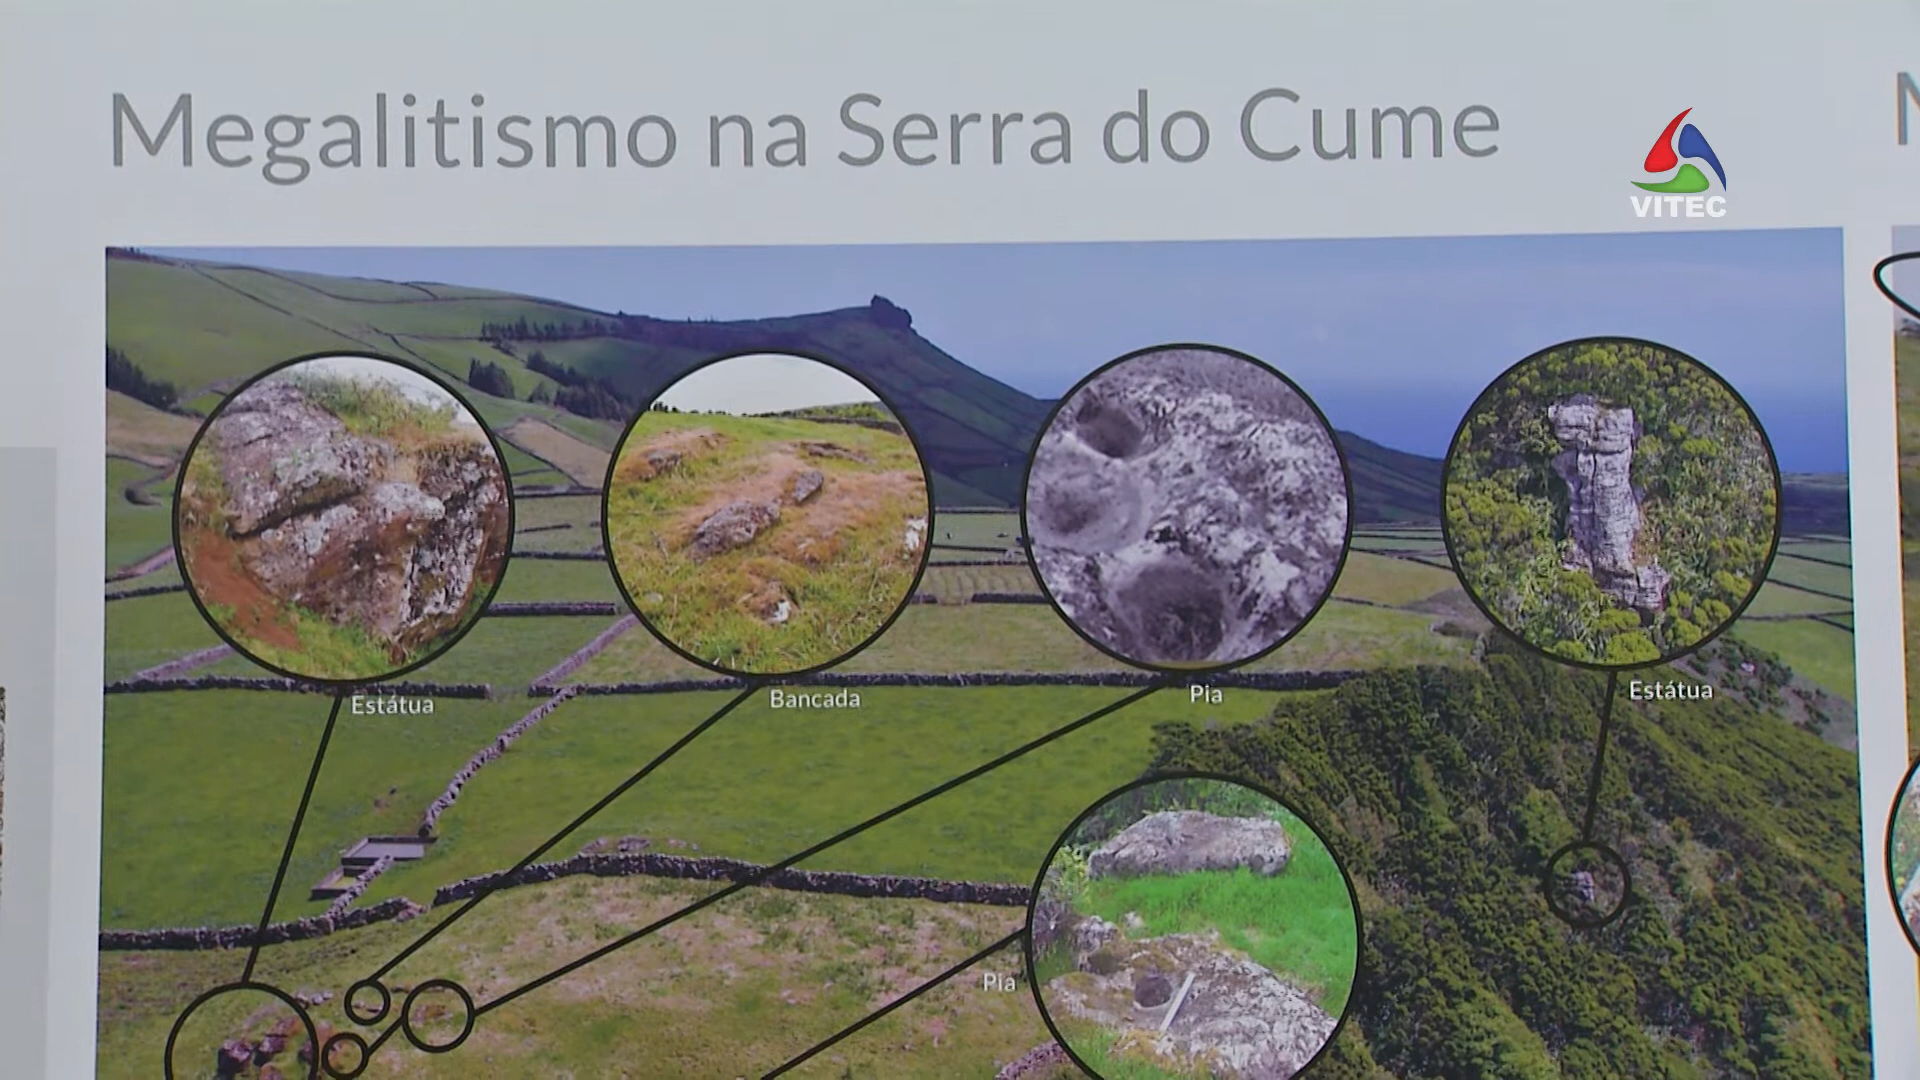 Megalitismo na Serra do Cume
VITEC
Estátua
Bancada
Pia
Estátua
Pia